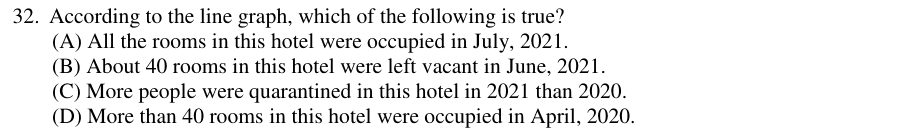 32. According to the line graph, which of the following is true?
(A) All the rooms in this hotel were occupied in July, 2021.
(B) About 40 rooms in this hotel were left vacant in June, 2021.
(C) More people were quarantined in this hotel in 2021 than 2020.
(D) More than 40 rooms in this hotel were occupied in April, 2020.